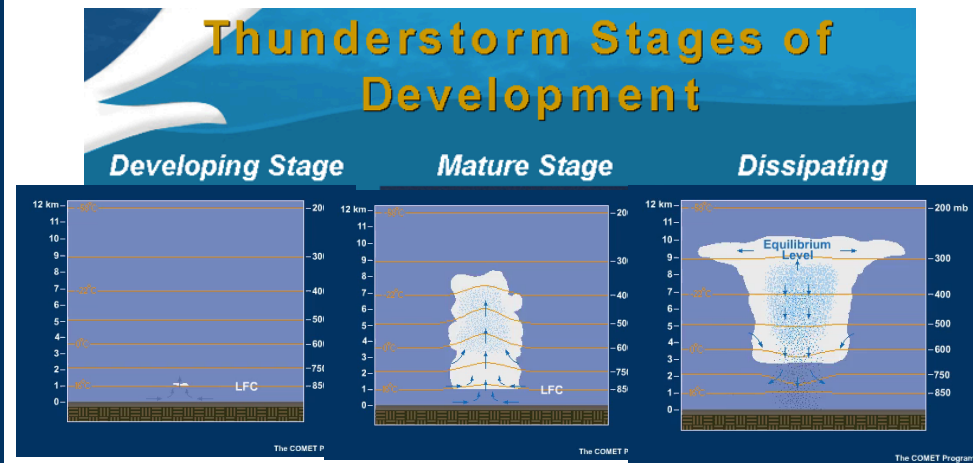 Thunderstorm Stages of
Development
Developing Stage
Mature Stage
Dissipating
12 km
11
10
9
8
7
6
5
4
3
2
1
0
LFC
850
The COMET P
12 km
11
10
9
8
7
6
5
4
3
2
1
0
LFC
850
The COMET P
12 km
11
10
9
8
7
6
5
4
3
2
1
0
Equilibrium
Level
200 mb
300
400
500
600
700
750
850
The COMET Program